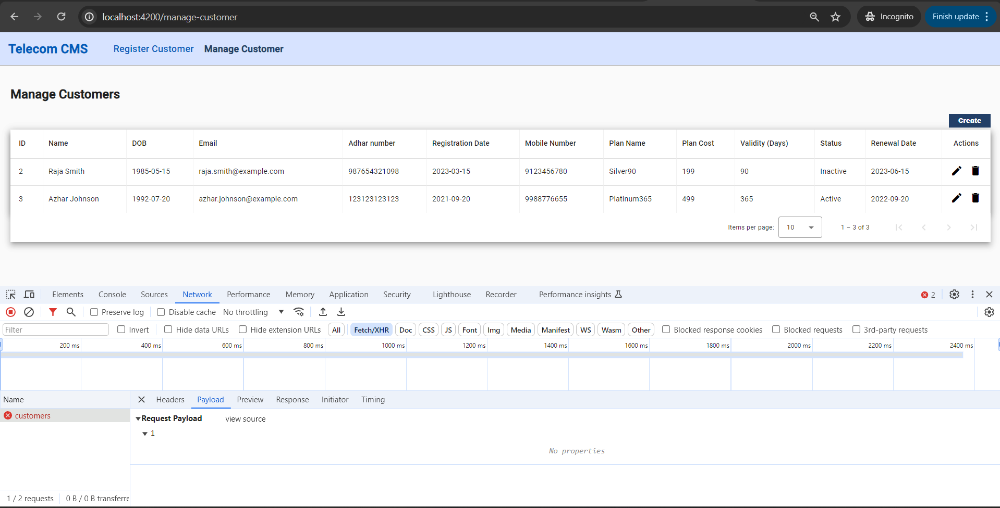 localhost:4200/manage-customer
Incognito
Finish update
Telecom CMS Register Customer Manage Customer
Manage Customers
Create
ID Name DOB Email Adhar number Registration Date Mobile Number Plan Name Plan Cost Validity (Days) Status Renewal Date Actions
2 Raja Smith 1985-05-15 raja.smith@example.com 987654321098 2023-03-15 9123456780 Silver90 199 90 Inactive 2023-06-15
3 Azhar Johnson 1992-07-20 azhar.johnson@example.com 123123123123 2021-09-20 9988776655 Platinum365 499 365 Active 2022-09-20
Items per page: 10 1 – 3 of 3
Elements Console Sources Network Performance Memory Application Security Lighthouse Recorder Performance insights 2
Preserve log Disable cache No throttling
Filter Invert Hide data URLs Hide extension URLs All Fetch/XHR Doc CSS JS Font Img Media Manifest WS Wasm Other Blocked response cookies Blocked requests 3rd-party requests
200 ms 400 ms 600 ms 800 ms 1000 ms 1200 ms 1400 ms 1600 ms 1800 ms 2000 ms 2200 ms 2400 ms
Name Headers Payload Preview Response Initiator Timing
customers
Request Payload view source
1
No properties
1 / 2 requests 0 B / 0 B transferre